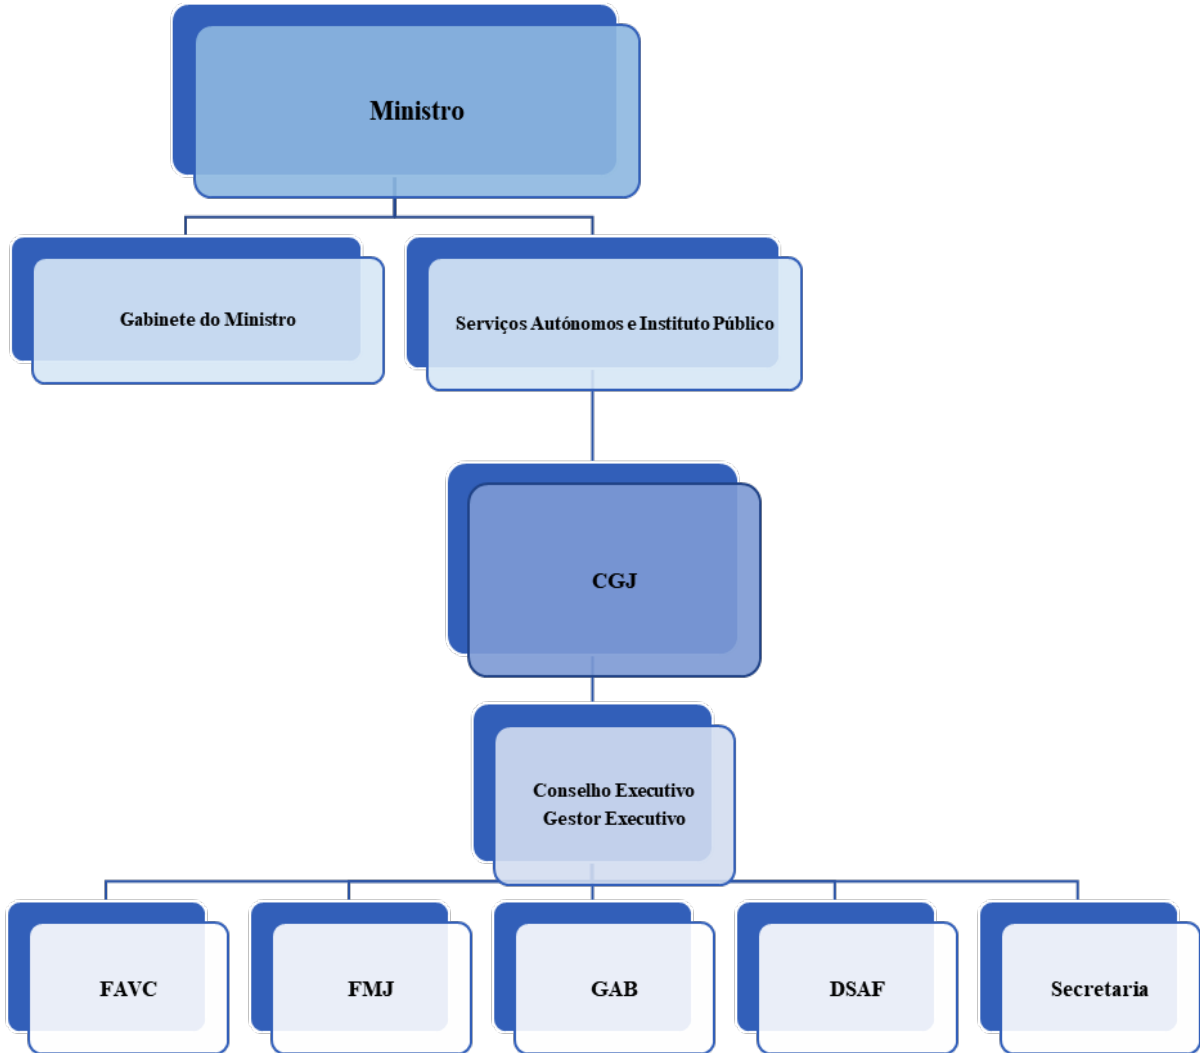 Ministro
Gabinete do Ministro
Serviços Autónomos e Instituto Público
CGJ
Conselho Executivo
Gestor Executivo
FAVC
FMJ
GAB
DSAF
Secretaria